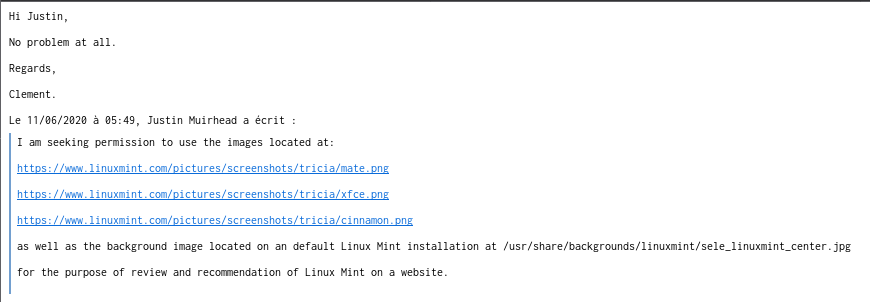 Hi Justin,
No problem at all.
Regards,
Clement.
Le 11/06/2020 à 05:49, Justin Muirhead a écrit :
I am seeking permission to use the images located at:
https://www.linuxmint.com/pictures/screenshots/tricia/mate.png
https://www.linuxmint.com/pictures/screenshots/tricia/xfce.png
https://www.linuxmint.com/pictures/screenshots/tricia/cinnamon.png
as well as the background image located on an default Linux Mint installation at /usr/share/backgrounds/linuxmint/sele_linuxmint_center.jpg
for the purpose of review and recommendation of Linux Mint on a website.